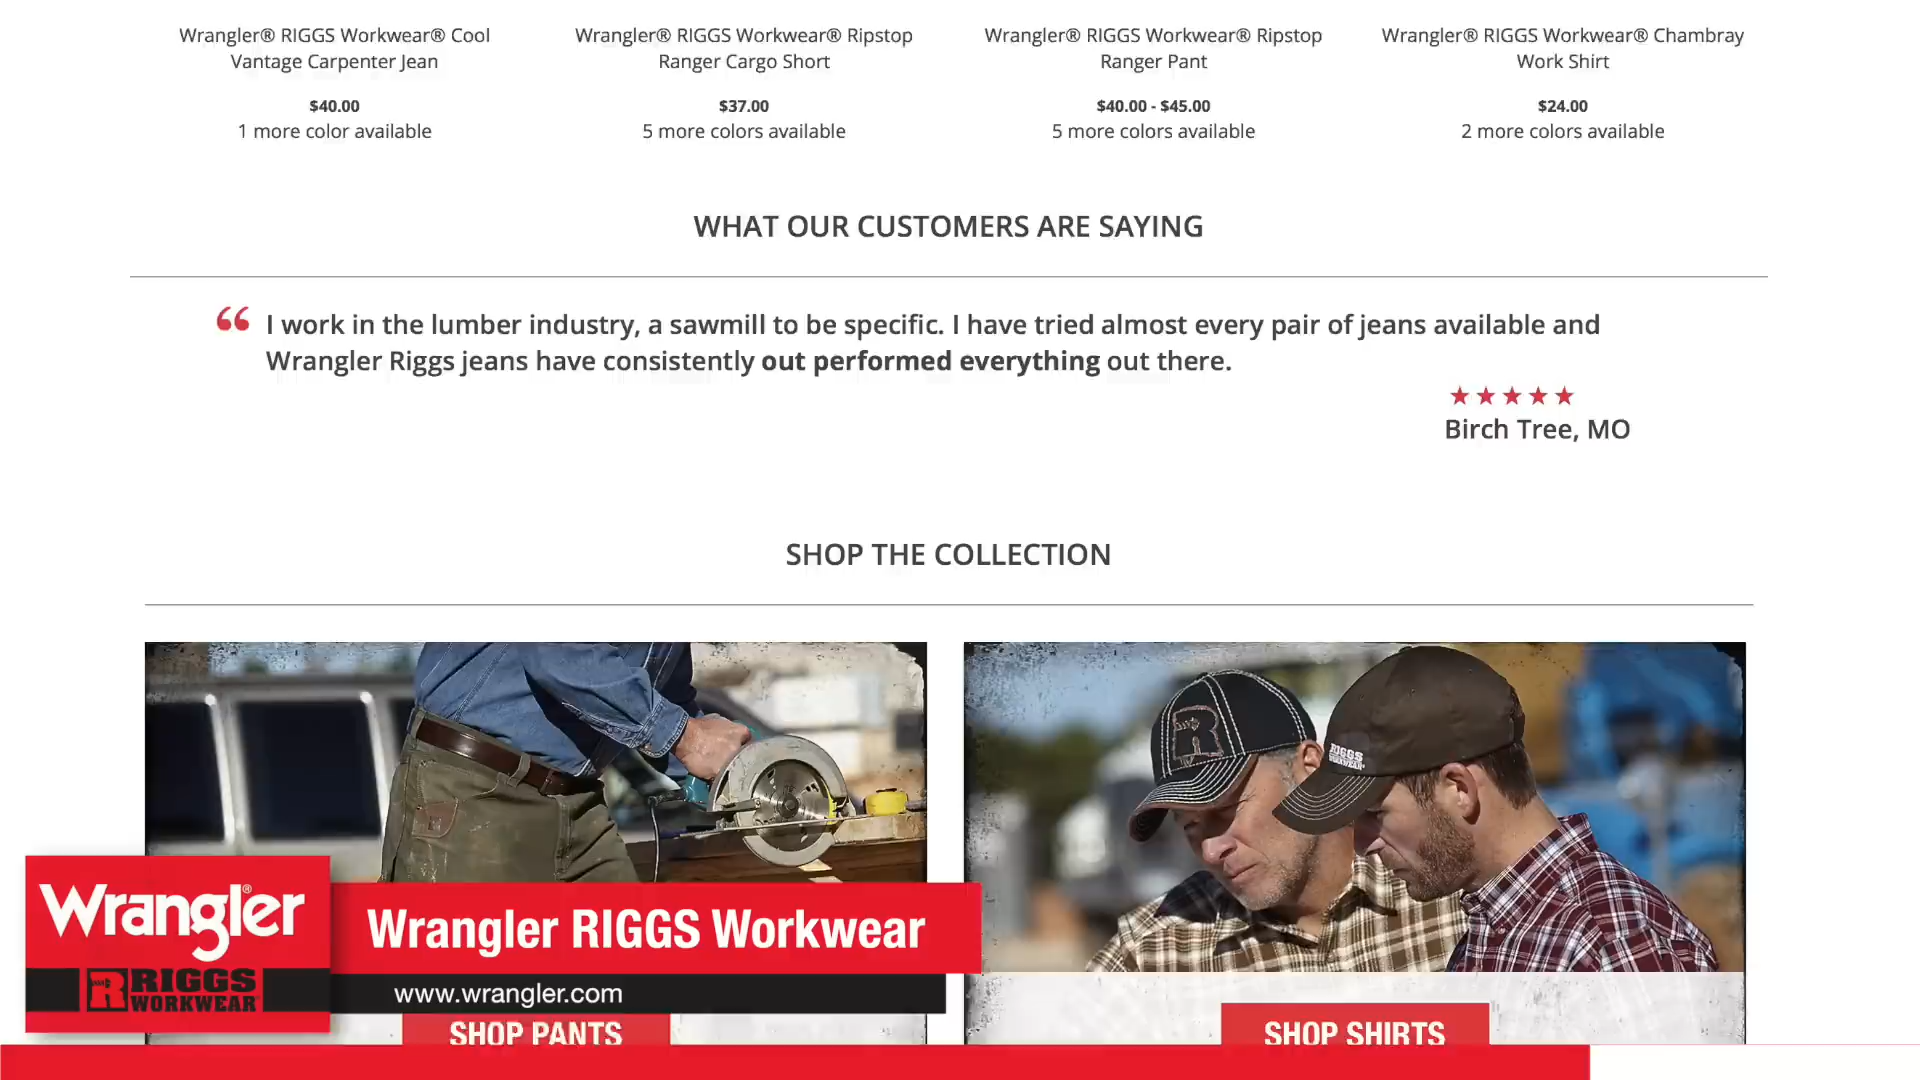 Wrangler® RIGGS Workwear® Cool
Vantage Carpenter Jean
$40.00
1 more color available
Wrangler® RIGGS Workwear® Ripstop
Ranger Cargo Short
$37.00
5 more colors available
Wrangler® RIGGS Workwear® Ripstop
Ranger Pant
$40.00 - $45.00
5 more colors available
Wrangler® RIGGS Workwear® Chambray
Work Shirt
$24.00
2 more colors available
WHAT OUR CUSTOMERS ARE SAYING
“ I work in the lumber industry, a sawmill to be specific. I have tried almost every pair of jeans available and
Wrangler Riggs jeans have consistently out performed everything out there.
★★★★★
Birch Tree, MO
SHOP THE COLLECTION
R
RIGGS
WORKWEAR
Wrangler®
R RIGGS
WORKWEAR
Wrangler RIGGS Workwear
www.wrangler.com
SHOP PANTS
SHOP SHIRTS